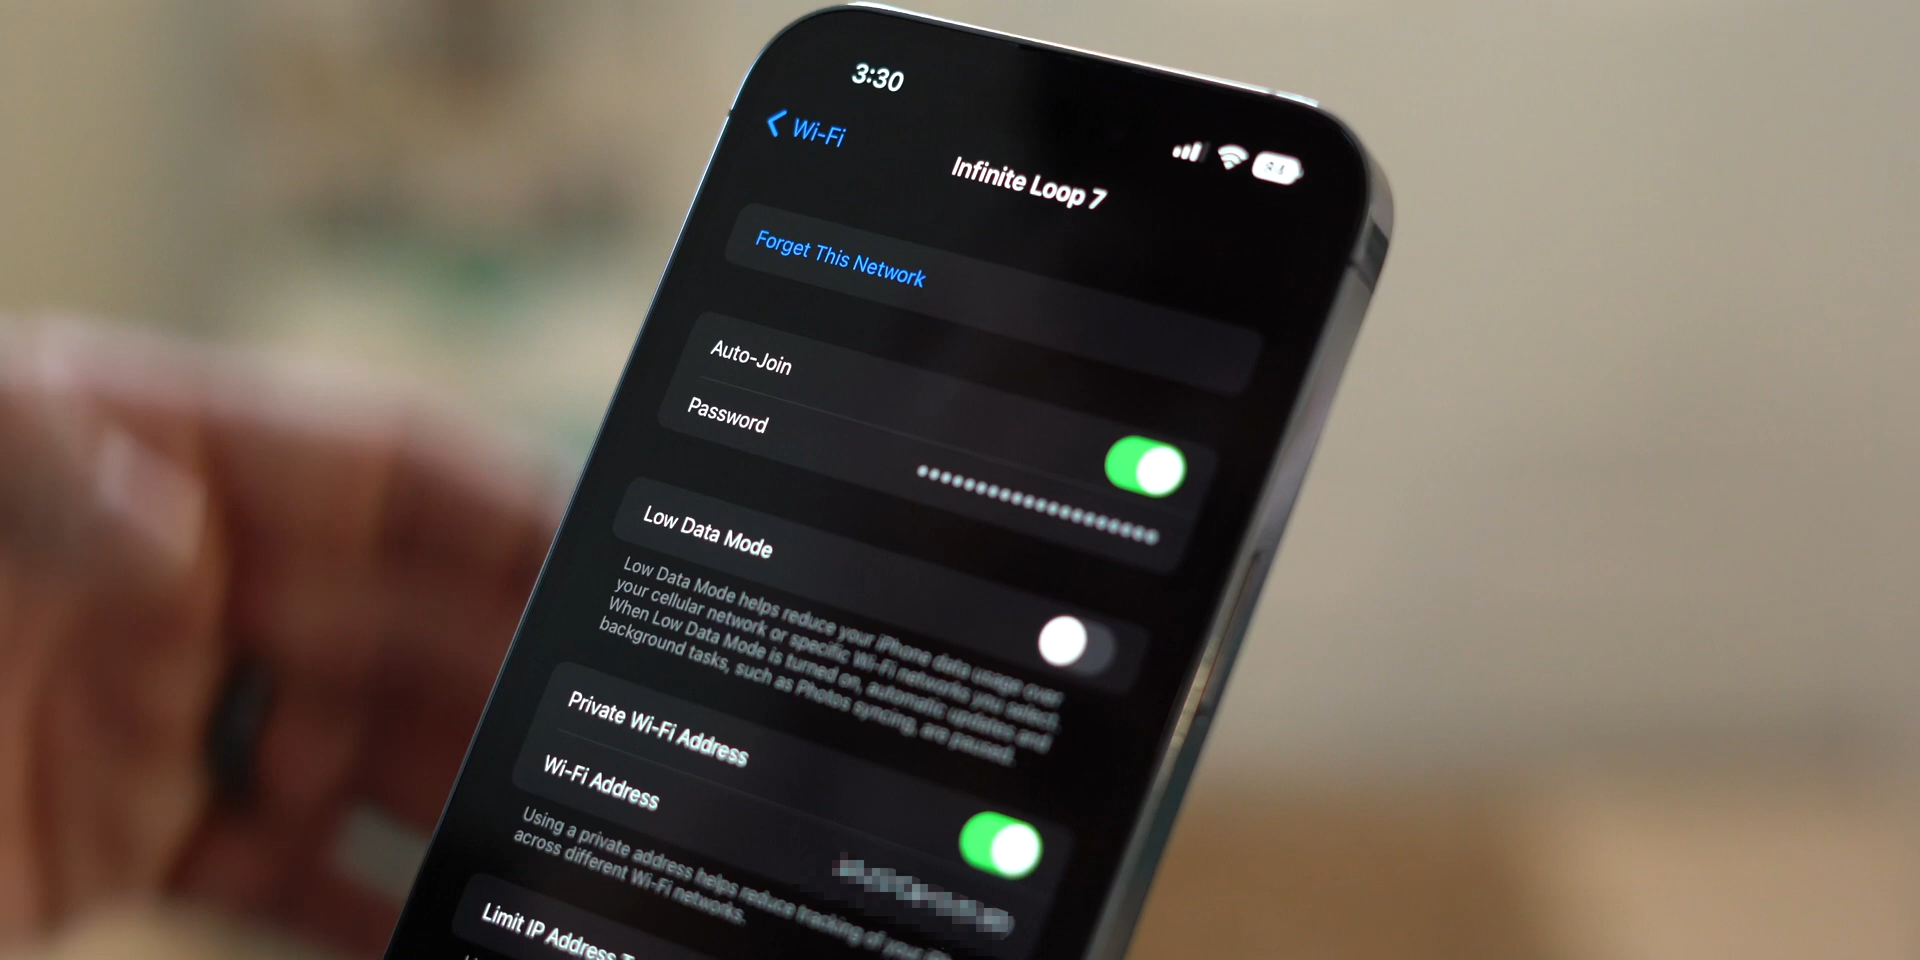 3:30
Wi-Fi
Infinite Loop 7
Forget This Network
Auto-Join
Password
Low Data Mode
Low Data Mode helps reduce your iPhone data usage over
your cellular network or specific Wi-Fi networks you select.
When Low Data Mode is turned on, automatic updates and
background tasks, such as Photos syncing, are paused.
Private Wi-Fi Address
Wi-Fi Address
Using a private address helps reduce tracking of your
across different Wi-Fi networks.
Limit IP Address